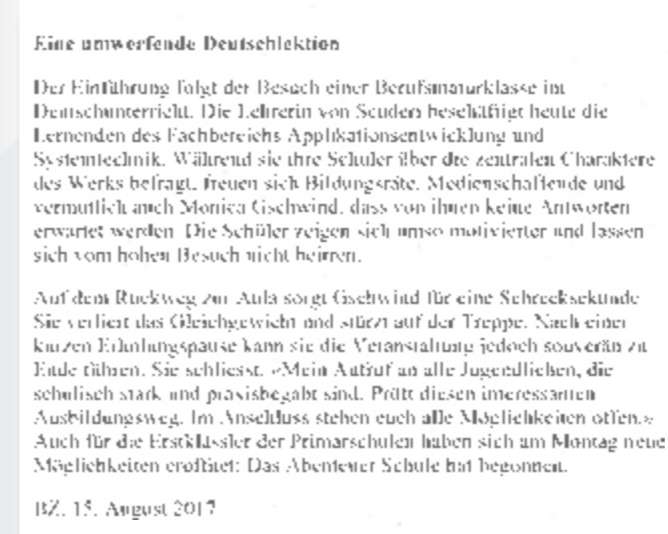 Eine umwerfende Deutschlektion
Der Einführung folgt der Besuch einer Berufsmaturklasse im
Deutschunterricht. Die Lehrerin von Scuderi beschäftigt heute die
Lernenden des Fachbereichs Applikationsentwicklung und
Systemtechnik. Während sie ihre Schüler über die zentralen Charaktere
des Werks befragt, freuen sich Bildungsräte, Medienschaffende und
vermutlich auch Monica Gschwind, dass von ihnen keine Antworten
erwartet werden. Die Schüler zeigen sich umso motivierter und lassen
sich vom hohen Besuch nicht beirren.
Auf dem Rückweg zur Aula sorgt Gschwind für eine Schrecksekunde
Sie verliert das Gleichgewicht und stürzt auf der Treppe. Nach einer
kurzen Erholungspause kann sie die Veranstaltung jedoch souverän zu
Ende führen. Sie schliesst. «Mein Aufruf an alle Jugendlichen, die
schulisch stark und praxisbegabt sind. Prüft diesen interessanten
Ausbildungsweg. Im Anschluss stehen euch alle Möglichkeiten offen.»
Auch für die Erstklässler der Primarschulen haben sich am Montag neue
Möglichkeiten eröffnet: Das Abenteuer Schule hat begonnen.
BZ. 15. August 2017